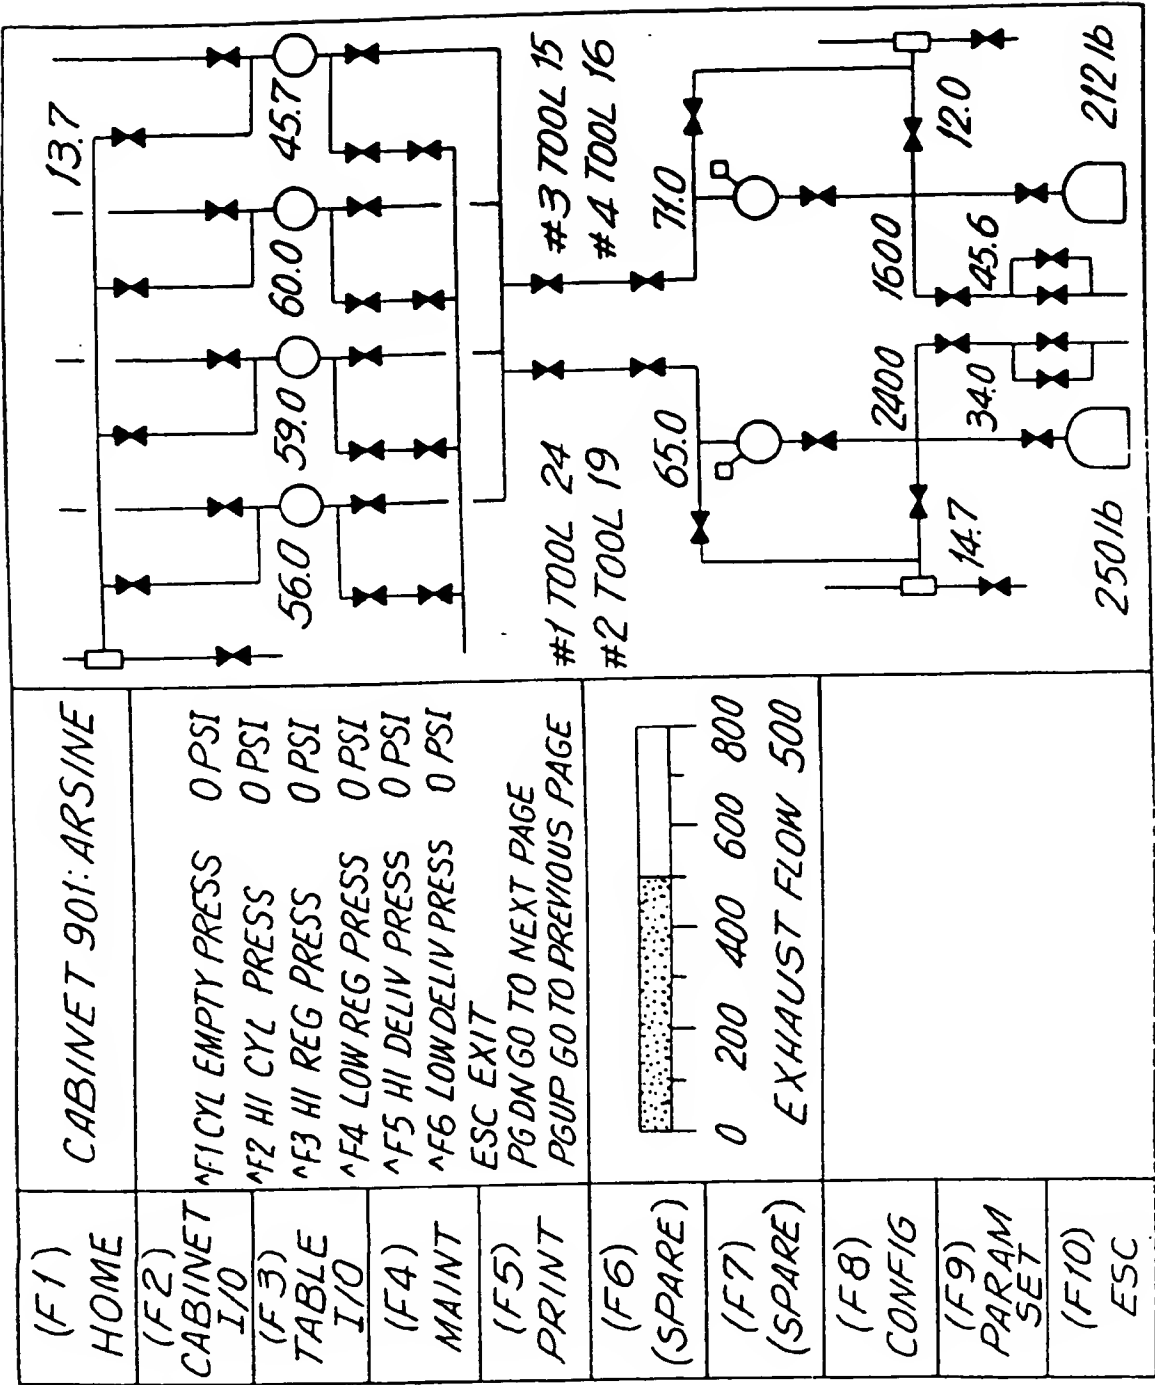 (F1)
HOME
(F2)
CABINET
I/O
(F3)
TABLE
I/O
(F4)
MAINT
(F5)
PRINT
(F6)
(SPARE)
(F7)
(SPARE)
(F8)
CONFIG
(F9)
PARAM
SET
(F10)
ESC
CABINET 901: ARSINE
^F1 CYL EMPTY PRESS 0 PSI
^F2 HI CYL PRESS 0 PSI
^F3 HI REG PRESS 0 PSI
^F4 LOW REG PRESS 0 PSI
^F5 HI DELIV PRESS 0 PSI
^F6 LOW DELIV PRESS 0 PSI
ESC EXIT
PG DN GO TO NEXT PAGE
PGUP GO TO PREVIOUS PAGE
0 200 400 600 800
EXHAUST FLOW 500
13.7
56.0 59.0 60.0 45.7
#1 TOOL 24
#2 TOOL 19
#3 TOOL 15
#4 TOOL 16
65.0 71.0
2400 1600
14.7 34.0 45.6 12.0
250 lb 212 lb